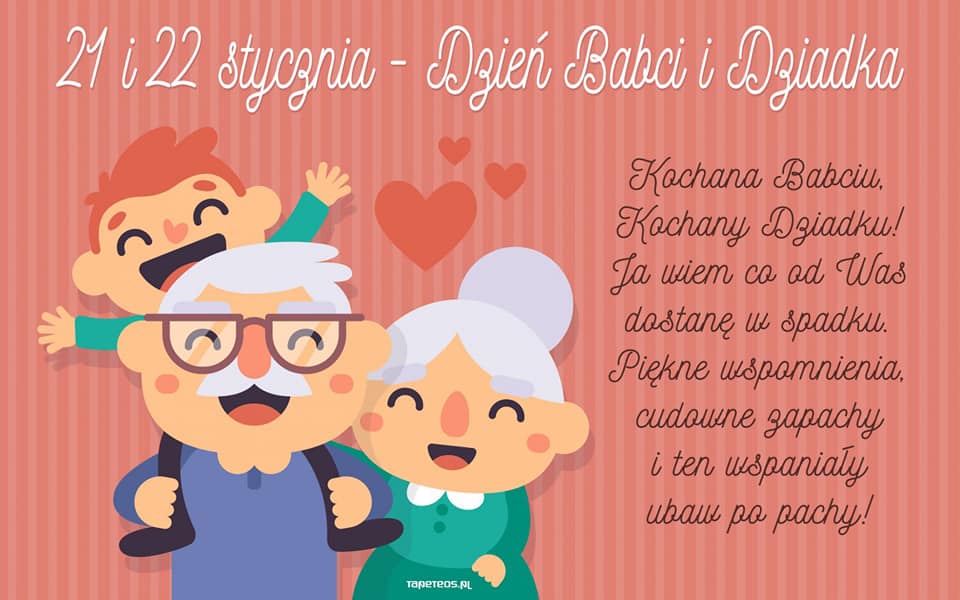 21 i 22 stycznia - Dzień Babci i Dziadka
Kochana Babciu,
Kochany Dziadku!
Ja wiem co od Was
dostanę w spadku.
Piękne wspomnienia,
cudowne zapachy
i ten wspaniały
ubaw po pachy!
TAPETEOS.PL